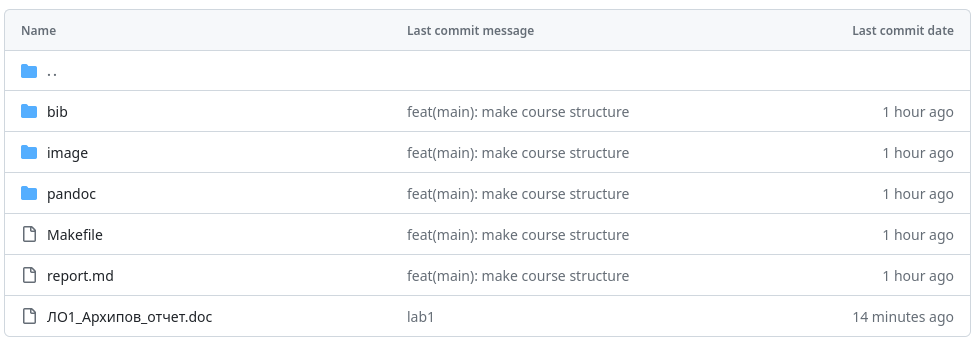 Name Last commit message Last commit date
..
bib feat(main): make course structure 1 hour ago
image feat(main): make course structure 1 hour ago
pandoc feat(main): make course structure 1 hour ago
Makefile feat(main): make course structure 1 hour ago
report.md feat(main): make course structure 1 hour ago
ЛО1_Архипов_отчет.doc lab1 14 minutes ago